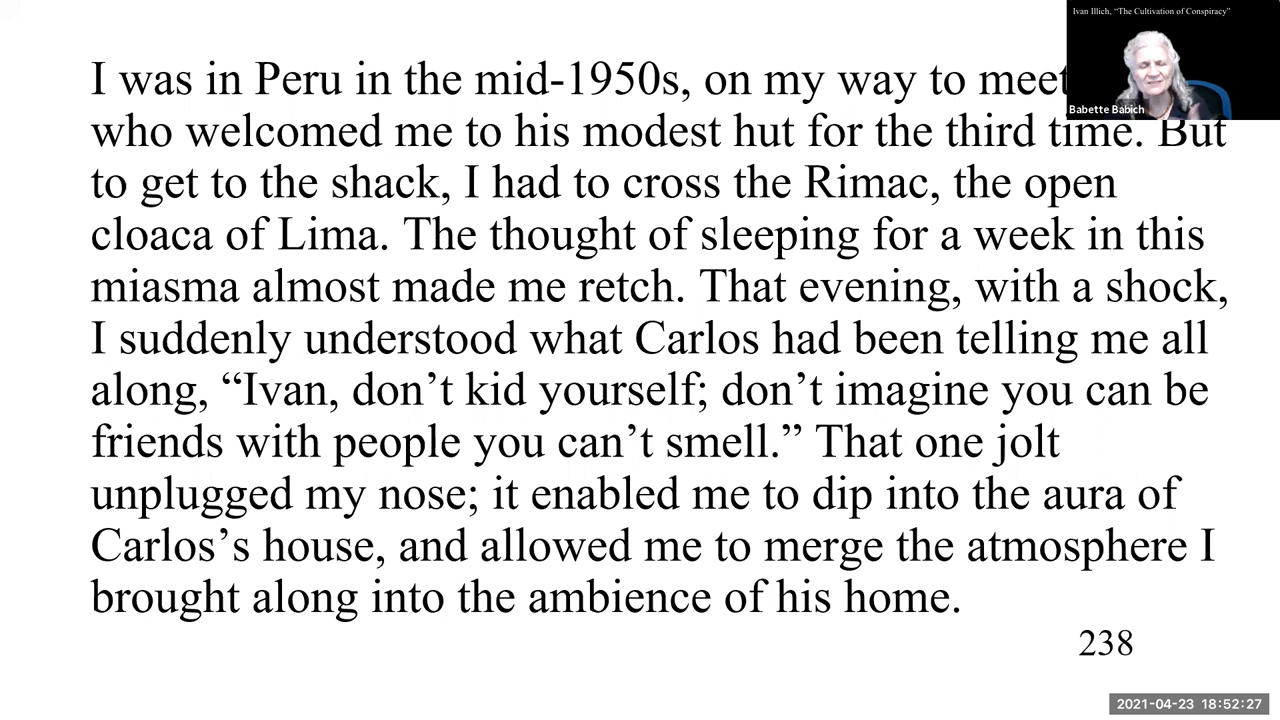 Ivan Illich, “The Cultivation of Conspiracy”
Babette Babich
I was in Peru in the mid-1950s, on my way to meet
who welcomed me to his modest hut for the third time. But
to get to the shack, I had to cross the Rimac, the open
cloaca of Lima. The thought of sleeping for a week in this
miasma almost made me retch. That evening, with a shock,
I suddenly understood what Carlos had been telling me all
along, “Ivan, don’t kid yourself; don’t imagine you can be
friends with people you can’t smell.” That one jolt
unplugged my nose; it enabled me to dip into the aura of
Carlos’s house, and allowed me to merge the atmosphere I
brought along into the ambience of his home.
238
2021-04-23 18:52:27